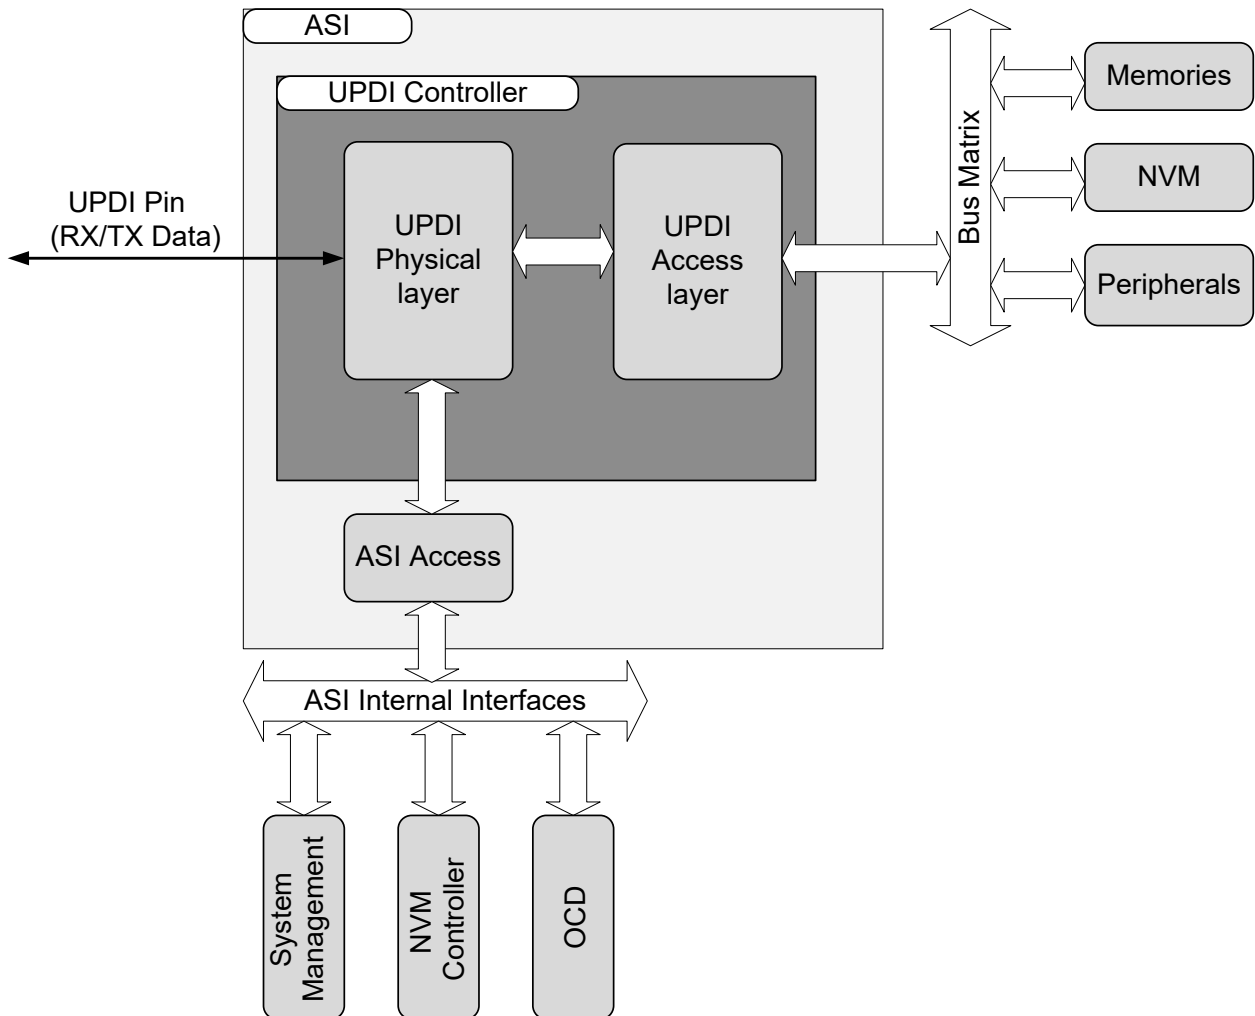 ASI
UPDI Controller
UPDI Pin
(RX/TX Data)
UPDI
Physical
layer
UPDI
Access
layer
Bus Matrix
Memories
NVM
Peripherals
ASI Access
ASI Internal Interfaces
System
Management
NVM
Controller
OCD